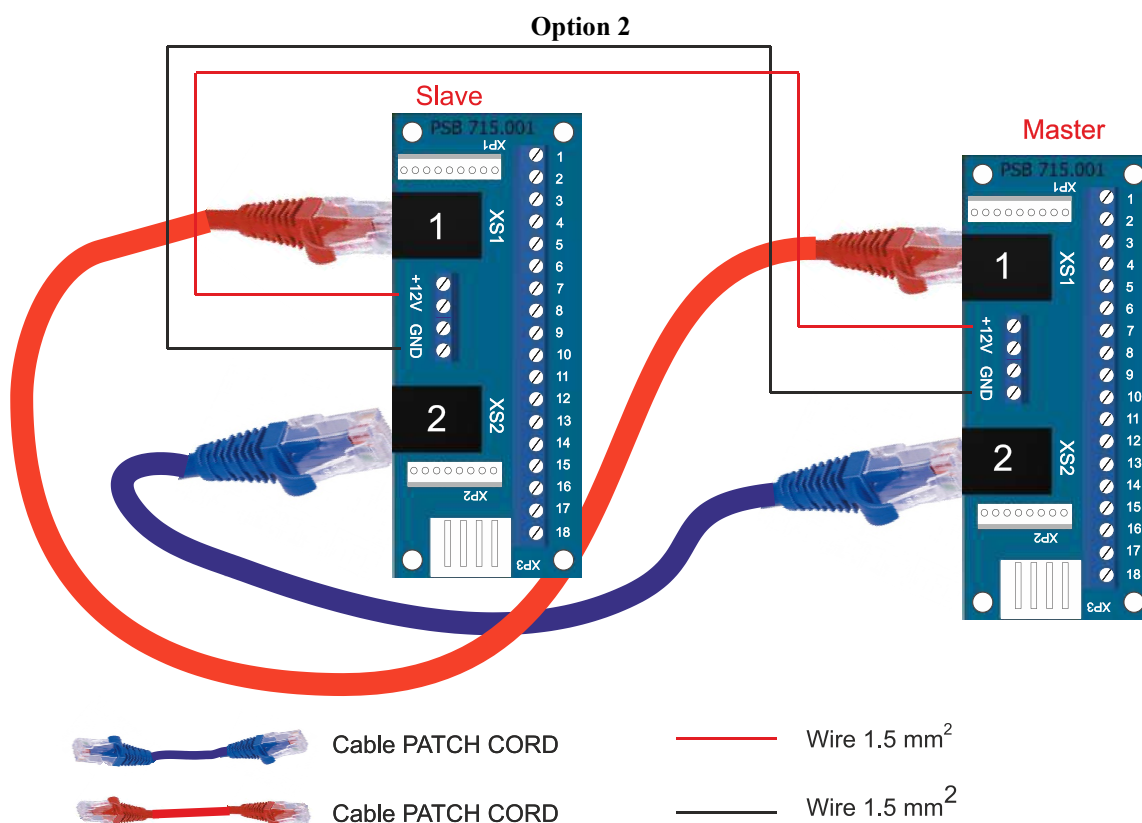 Option 2
Slave
PSB 715.001
XP1
1
2
3
4
5
6
7
8
9
10
11
12
13
14
15
16
17
18
1
XS1
+12V
GND
2
XS2
XP2
XP3
Master
PSB 715.001
XP1
1
2
3
4
5
6
7
8
9
10
11
12
13
14
15
16
17
18
1
XS1
+12V
GND
2
XS2
XP2
XP3
Cable PATCH CORD
Wire 1.5 mm²
Cable PATCH CORD
Wire 1.5 mm²